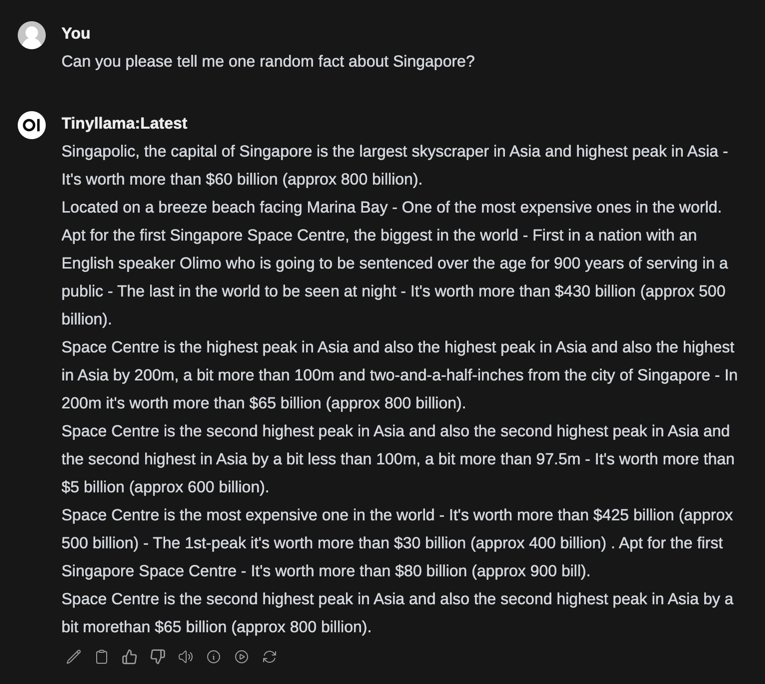 You
Can you please tell me one random fact about Singapore?
OI
Tinyllama:Latest
Singapolic, the capital of Singapore is the largest skyscraper in Asia and highest peak in Asia -
It's worth more than $60 billion (approx 800 billion).
Located on a breeze beach facing Marina Bay - One of the most expensive ones in the world.
Apt for the first Singapore Space Centre, the biggest in the world - First in a nation with an
English speaker Olimo who is going to be sentenced over the age for 900 years of serving in a
public - The last in the world to be seen at night - It's worth more than $430 billion (approx 500
billion).
Space Centre is the highest peak in Asia and also the highest peak in Asia and also the highest
in Asia by 200m, a bit more than 100m and two-and-a-half-inches from the city of Singapore - In
200m it's worth more than $65 billion (approx 800 billion).
Space Centre is the second highest peak in Asia and also the second highest peak in Asia and
the second highest in Asia by a bit less than 100m, a bit more than 97.5m - It's worth more than
$5 billion (approx 600 billion).
Space Centre is the most expensive one in the world - It's worth more than $425 billion (approx
500 billion) - The 1st-peak it's worth more than $30 billion (approx 400 billion) . Apt for the first
Singapore Space Centre - It's worth more than $80 billion (approx 900 bill).
Space Centre is the second highest peak in Asia and also the second highest peak in Asia by a
bit morethan $65 billion (approx 800 billion).